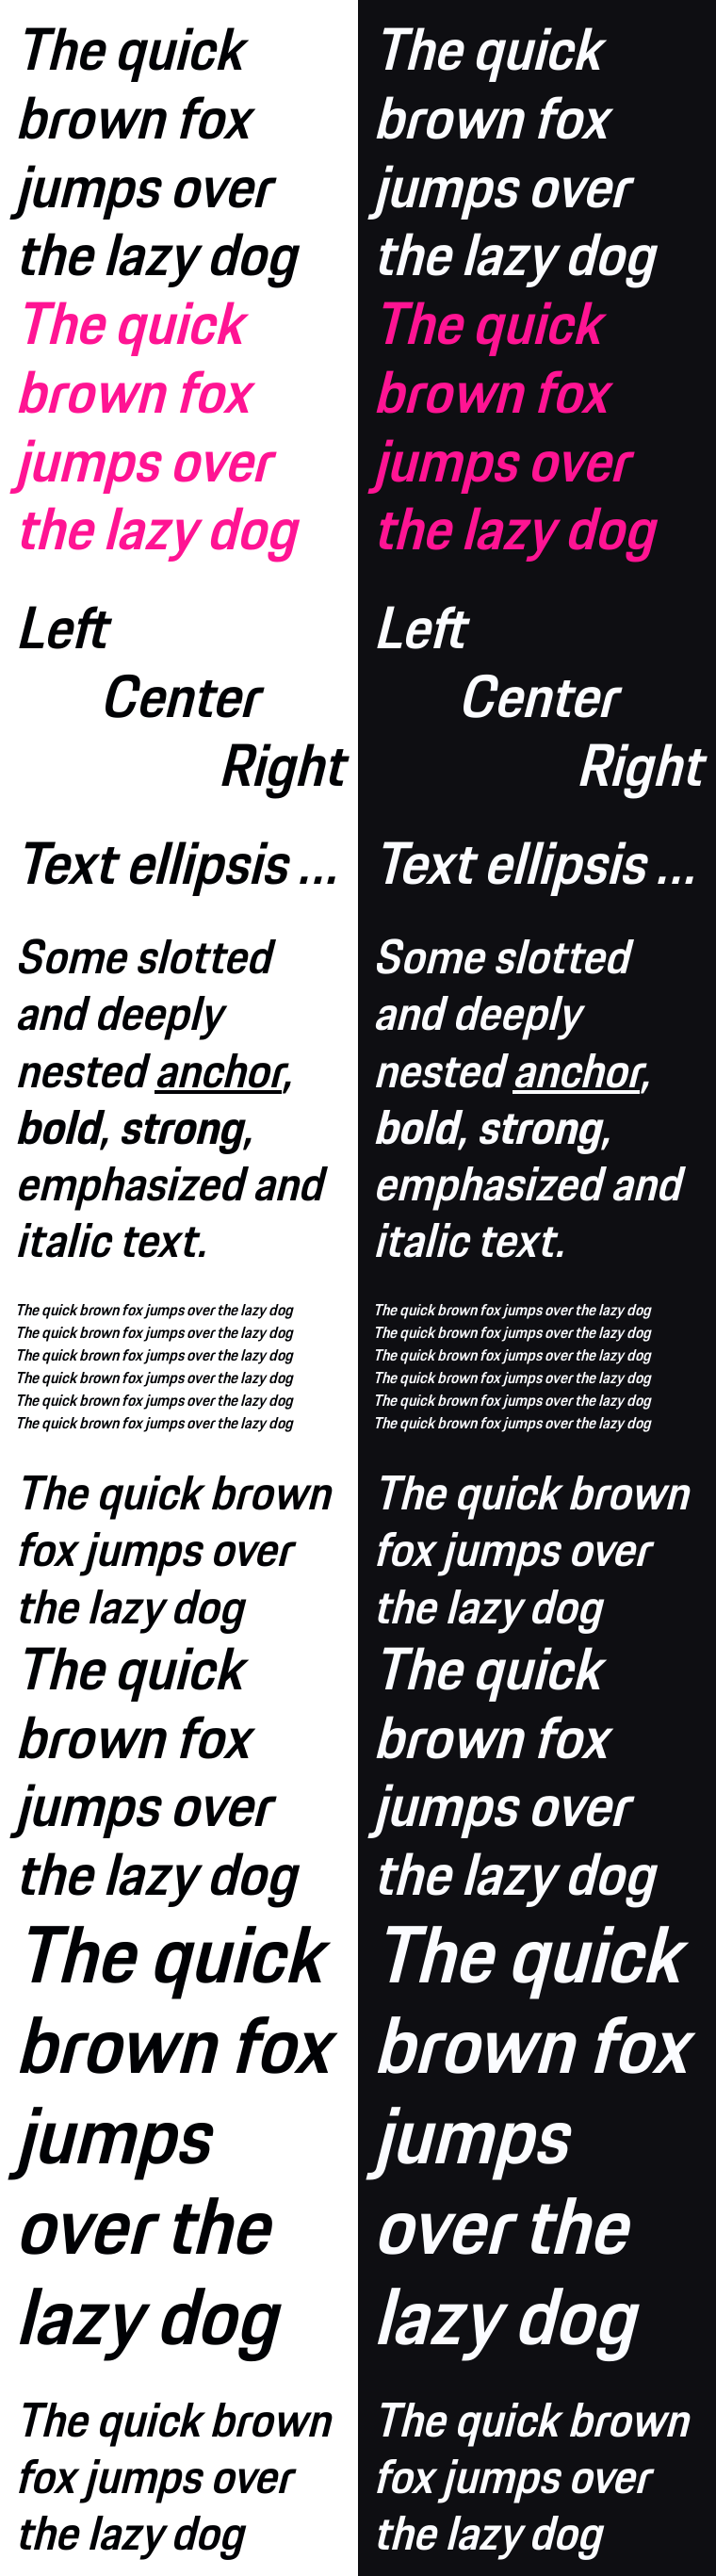 The quick
brown fox
jumps over
the lazy dog
The quick
brown fox
jumps over
the lazy dog
Left
Center
Right
Text ellipsis ...
Some slotted
and deeply
nested anchor,
bold, strong,
emphasized and
italic text.
The quick brown fox jumps over the lazy dog
The quick brown fox jumps over the lazy dog
The quick brown fox jumps over the lazy dog
The quick brown fox jumps over the lazy dog
The quick brown fox jumps over the lazy dog
The quick brown fox jumps over the lazy dog
The quick brown
fox jumps over
the lazy dog
The quick
brown fox
jumps over
the lazy dog
The quick
brown fox
jumps
over the
lazy dog
The quick brown
fox jumps over
the lazy dog
The quick
brown fox
jumps over
the lazy dog
The quick
brown fox
jumps over
the lazy dog
Left
Center
Right
Text ellipsis ...
Some slotted
and deeply
nested anchor,
bold, strong,
emphasized and
italic text.
The quick brown fox jumps over the lazy dog
The quick brown fox jumps over the lazy dog
The quick brown fox jumps over the lazy dog
The quick brown fox jumps over the lazy dog
The quick brown fox jumps over the lazy dog
The quick brown fox jumps over the lazy dog
The quick brown
fox jumps over
the lazy dog
The quick
brown fox
jumps over
the lazy dog
The quick
brown fox
jumps
over the
lazy dog
The quick brown
fox jumps over
the lazy dog